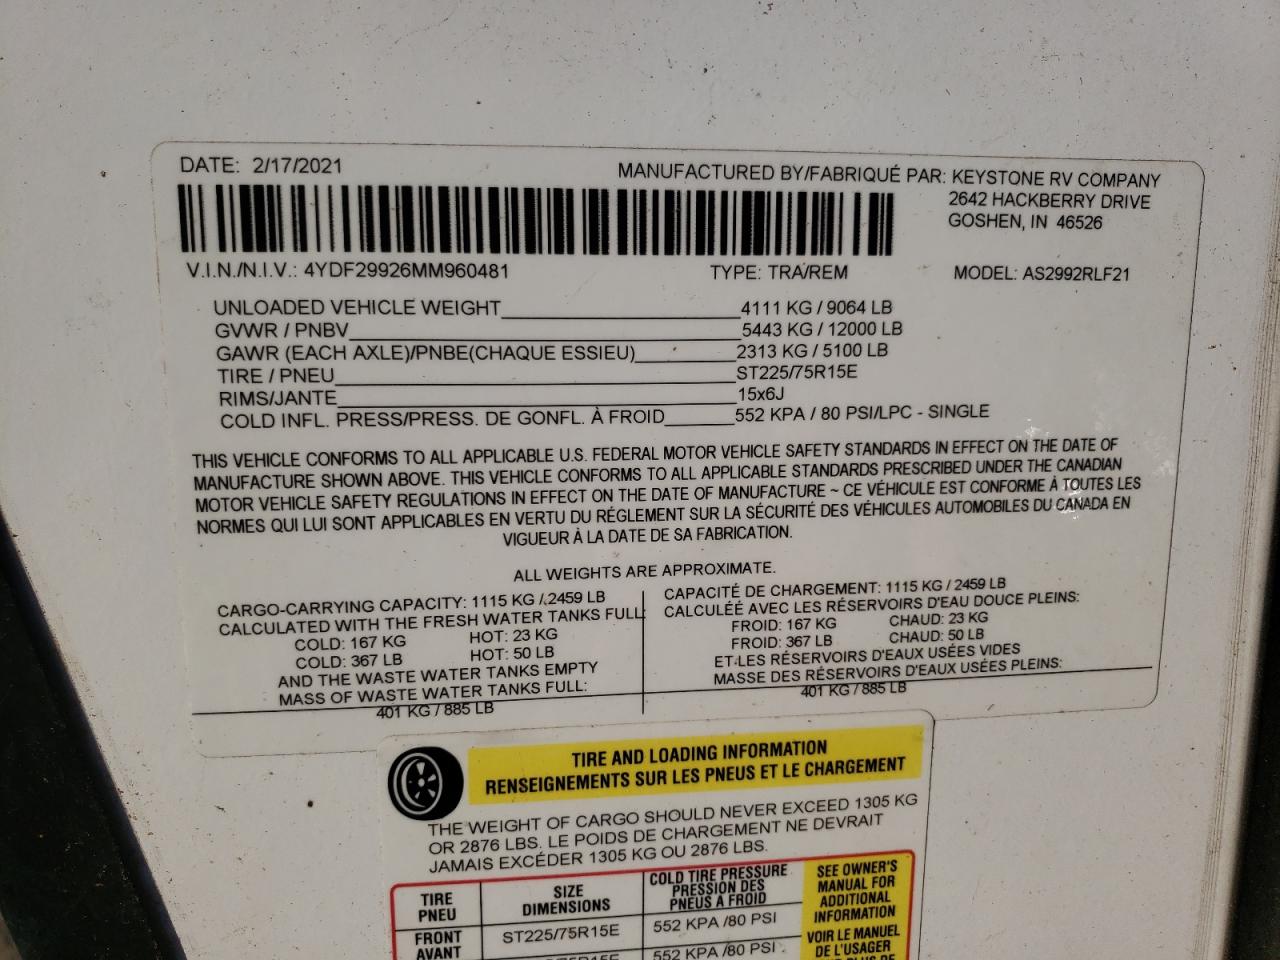 DATE: 2/17/2021
MANUFACTURED BY/FABRIQUÉ PAR: KEYSTONE RV COMPANY
2642 HACKBERRY DRIVE
GOSHEN, IN 46526
V.I.N./N.I.V.: 4YDF29926MM960481 TYPE: TRA/REM MODEL: AS2992RLF21
UNLOADED VEHICLE WEIGHT 4111 KG / 9064 LB
GVWR / PNBV 5443 KG / 12000 LB
GAWR (EACH AXLE)/PNBE(CHAQUE ESSIEU) 2313 KG / 5100 LB
TIRE / PNEU ST225/75R15E
RIMS/JANTE 15x6J
COLD INFL. PRESS/PRESS. DE GONFL. À FROID 552 KPA / 80 PSI/LPC - SINGLE
THIS VEHICLE CONFORMS TO ALL APPLICABLE U.S. FEDERAL MOTOR VEHICLE SAFETY STANDARDS IN EFFECT ON THE DATE OF
MANUFACTURE SHOWN ABOVE. THIS VEHICLE CONFORMS TO ALL APPLICABLE STANDARDS PRESCRIBED UNDER THE CANADIAN
MOTOR VEHICLE SAFETY REGULATIONS IN EFFECT ON THE DATE OF MANUFACTURE ~ CE VÉHICULE EST CONFORME À TOUTES LES
NORMES QUI LUI SONT APPLICABLES EN VERTU DU RÉGLEMENT SUR LA SÉCURITÉ DES VÉHICULES AUTOMOBILES DU CANADA EN
VIGUEUR À LA DATE DE SA FABRICATION.
ALL WEIGHTS ARE APPROXIMATE.
CARGO-CARRYING CAPACITY: 1115 KG / 2459 LB
CALCULATED WITH THE FRESH WATER TANKS FULL
COLD: 167 KG HOT: 23 KG
COLD: 367 LB HOT: 50 LB
AND THE WASTE WATER TANKS EMPTY
MASS OF WASTE WATER TANKS FULL:
401 KG / 885 LB
CAPACITÉ DE CHARGEMENT: 1115 KG / 2459 LB
CALCULÉE AVEC LES RÉSERVOIRS D'EAU DOUCE PLEINS:
FROID: 167 KG CHAUD: 23 KG
FROID: 367 LB CHAUD: 50 LB
ET-LES RÉSERVOIRS D'EAUX USÉES VIDES
MASSE DES RÉSERVOIRS D'EAUX USÉES PLEINS:
401 KG / 885 LB
TIRE AND LOADING INFORMATION
RENSEIGNEMENTS SUR LES PNEUS ET LE CHARGEMENT
THE WEIGHT OF CARGO SHOULD NEVER EXCEED 1305 KG
OR 2876 LBS. LE POIDS DE CHARGEMENT NE DEVRAIT
JAMAIS EXCÉDER 1305 KG OU 2876 LBS.
TIRE
PNEU
SIZE
DIMENSIONS
COLD TIRE PRESSURE
PRESSION DES
PNEUS A FROID
SEE OWNER'S
MANUAL FOR
ADDITIONAL
INFORMATION
VOIR LE MANUEL
DE L'USAGER
FRONT
AVANT
ST225/75R15E
552 KPA /80 PSI
552 KPA /80 PSI